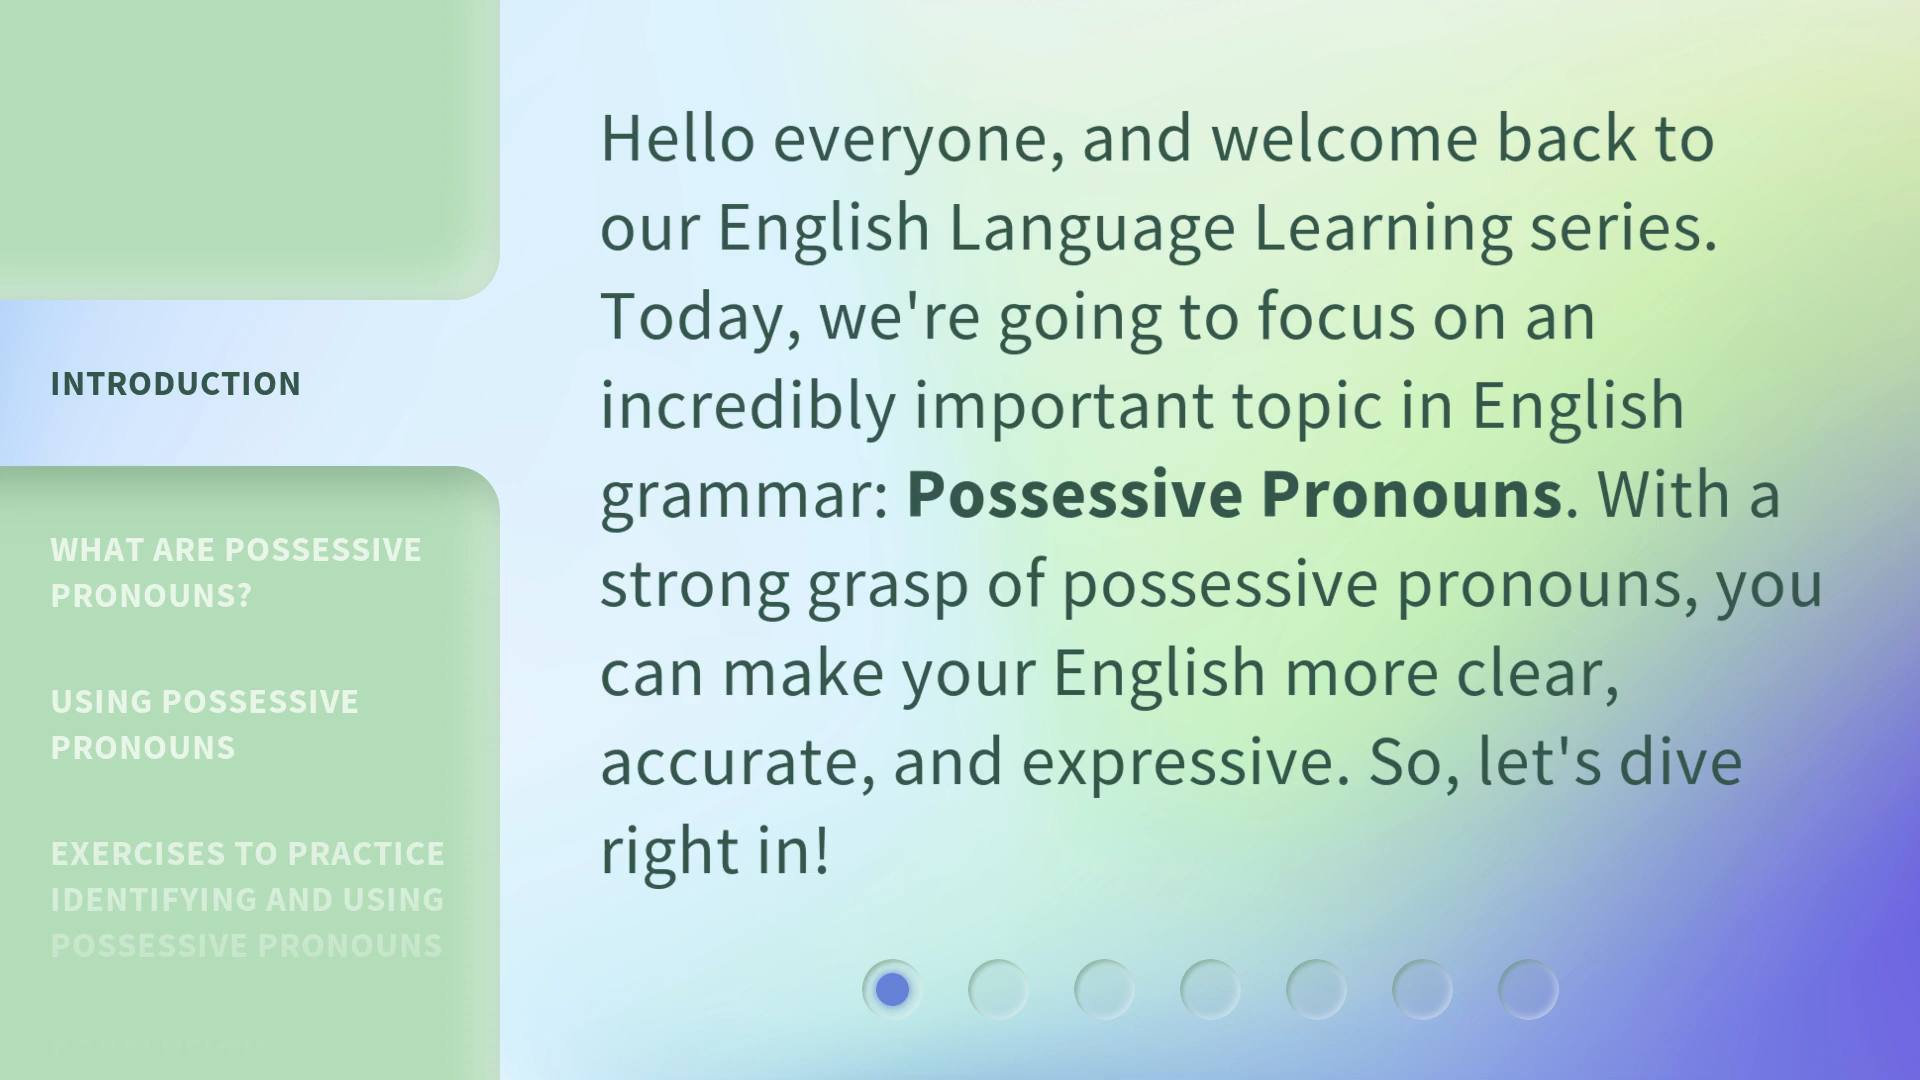 INTRODUCTION
WHAT ARE POSSESSIVE
PRONOUNS?
USING POSSESSIVE
PRONOUNS
EXERCISES TO PRACTICE
IDENTIFYING AND USING
POSSESSIVE PRONOUNS
Hello everyone, and welcome back to
our English Language Learning series.
Today, we're going to focus on an
incredibly important topic in English
grammar: Possessive Pronouns. With a
strong grasp of possessive pronouns, you
can make your English more clear,
accurate, and expressive. So, let's dive
right in!